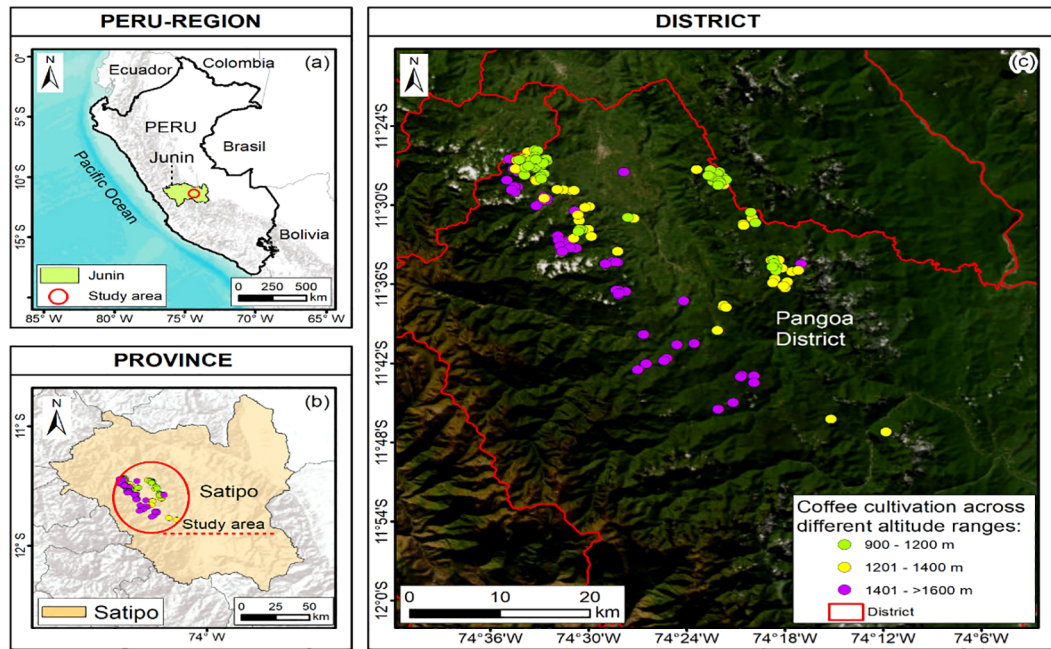 PERU-REGION
N
(a)
Ecuador
Colombia
PERU
Junin
Brasil
Pacific Ocean
Bolivia
Junin
Study area
0 250 500
km
0°
5°S
10°S
15°S
85°W
80°W
75°W
70°W
65°W
PROVINCE
N
(b)
Satipo
Study area
Satipo
0 25 50
km
11°S
12°S
74°W
DISTRICT
N
(c)
Pangoa
District
Coffee cultivation across
different altitude ranges:
900 - 1200 m
1201 - 1400 m
1401 - >1600 m
District
0 10 20
km
11°24'S
11°30'S
11°36'S
11°42'S
11°48'S
11°54'S
12°0'S
74°36'W
74°30'W
74°24'W
74°18'W
74°12'W
74°6'W